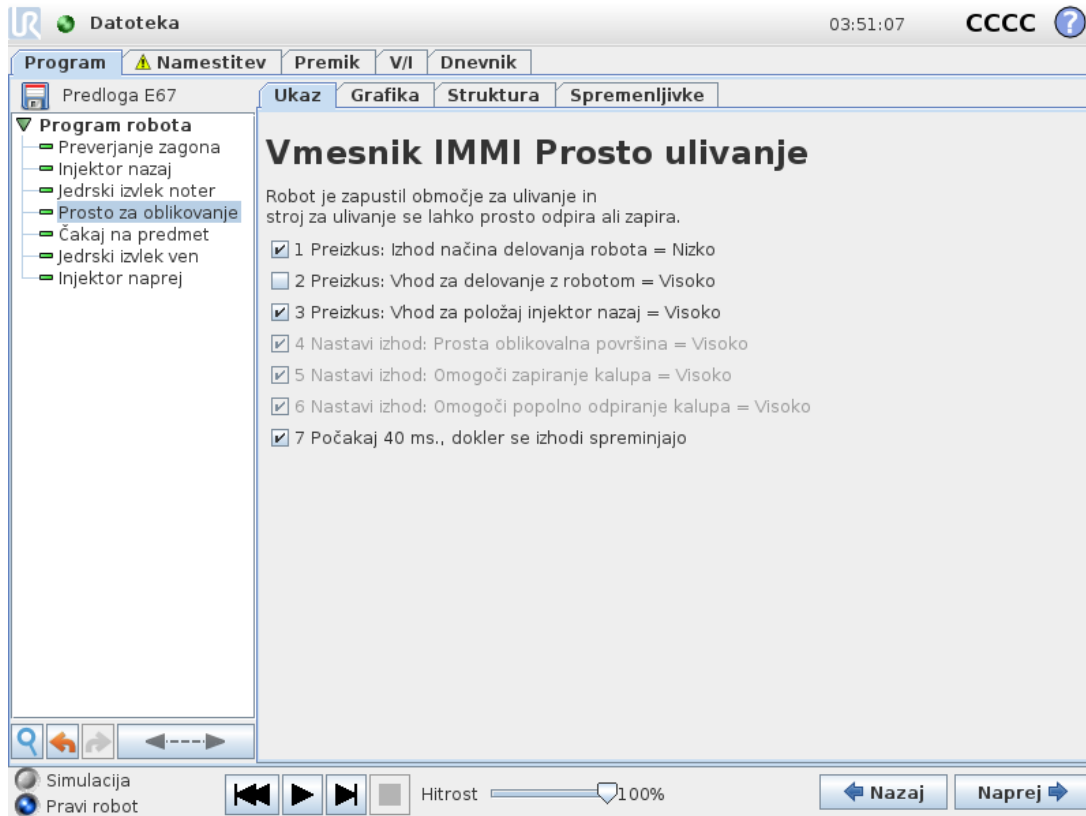 UR Datoteka 03:51:07 CCCC ?
Program Namestitev Premik V/I Dnevnik
Predloga E67 Ukaz Grafika Struktura Spremenljivke
Program robota
Preverjanje zagona
Injektor nazaj
Jedrski izvlek noter
Prosto za oblikovanje
Čakaj na predmet
Jedrski izvlek ven
Injektor naprej
Vmesnik IMMI Prosto ulivanje
Robot je zapustil območje za ulivanje in
stroj za ulivanje se lahko prosto odpira ali zapira.
1 Preizkus: Izhod načina delovanja robota = Nizko
2 Preizkus: Vhod za delovanje z robotom = Visoko
3 Preizkus: Vhod za položaj injektor nazaj = Visoko
4 Nastavi izhod: Prosta oblikovalna površina = Visoko
5 Nastavi izhod: Omogoči zapiranje kalupa = Visoko
6 Nastavi izhod: Omogoči popolno odpiranje kalupa = Visoko
7 Počakaj 40 ms., dokler se izhodi spreminjajo
Simulacija
Pravi robot
Hitrost 100%
Nazaj Naprej